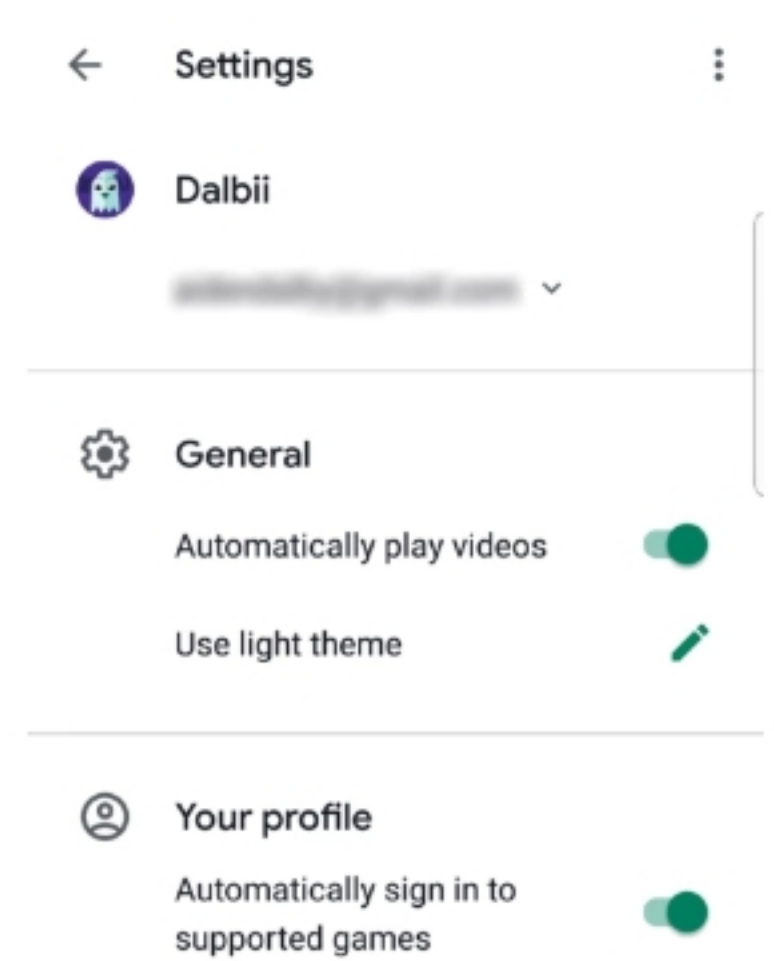 Settings
Dalbii
General
Automatically play videos
Use light theme
Your profile
Automatically sign in to
supported games